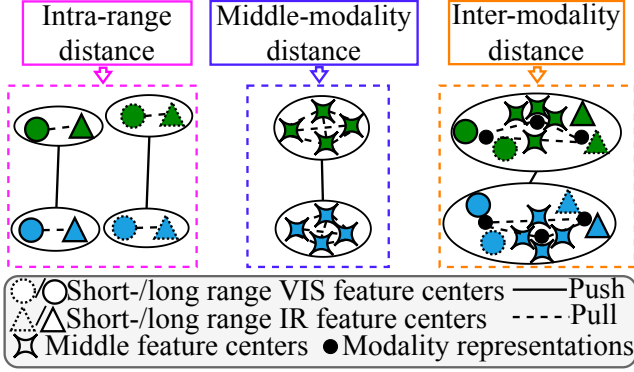 Intra-range
distance
Middle-modality
distance
Inter-modality
distance
/ Short-/long range VIS feature centers
Push
/ Short-/long range IR feature centers
Pull
Middle feature centers
Modality representations